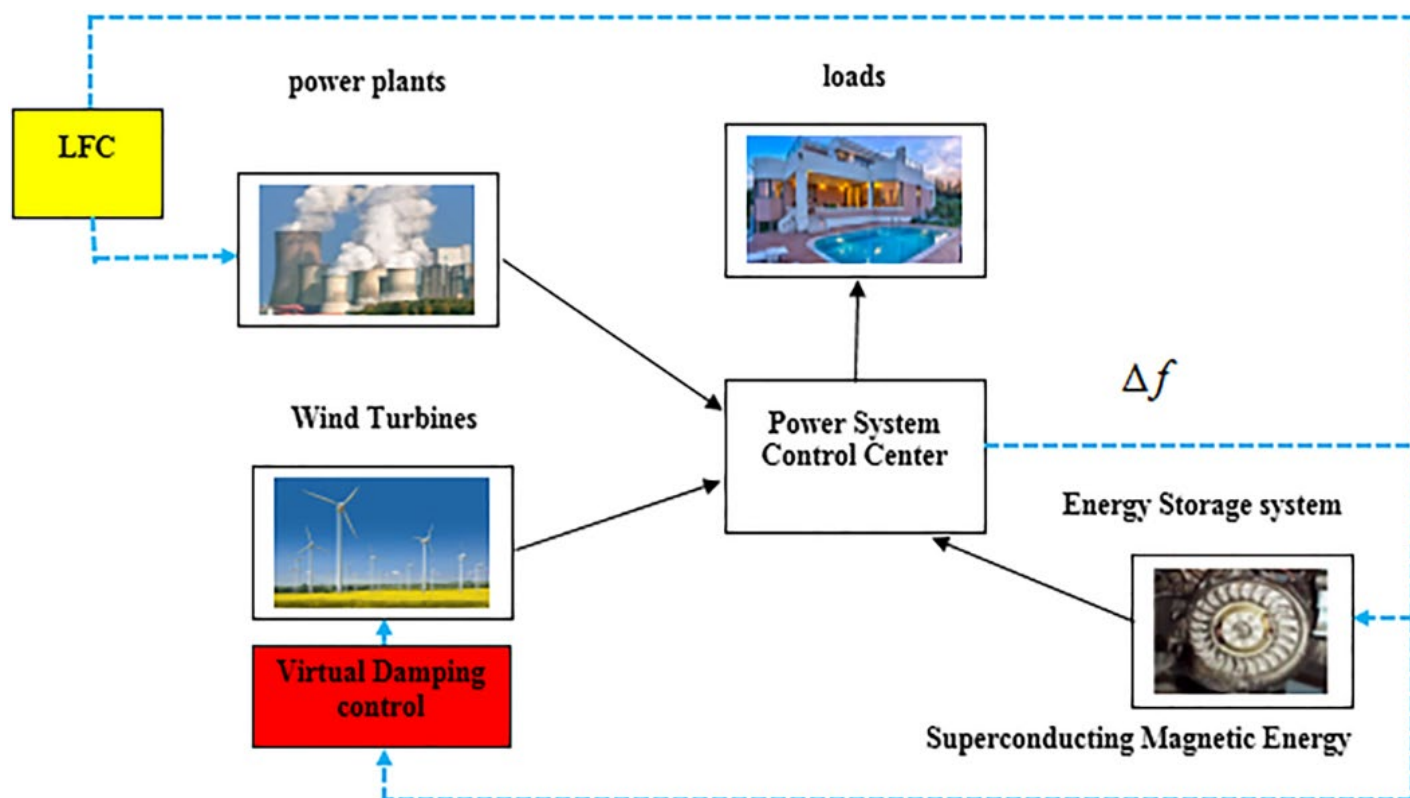 power plants
loads
LFC
Δf
Wind Turbines
Power System
Control Center
Energy Storage system
Virtual Damping
control
Superconducting Magnetic Energy